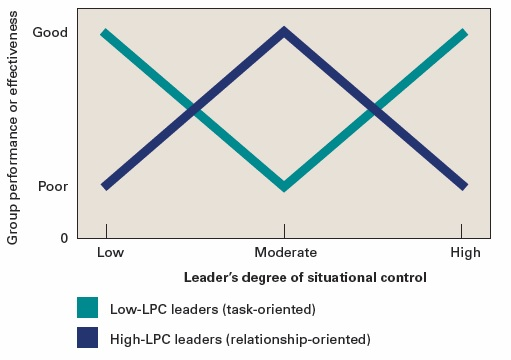 Group performance or effectiveness
Good
Poor
0
Low
Moderate
High
Leader's degree of situational control
Low-LPC leaders (task-oriented)
High-LPC leaders (relationship-oriented)